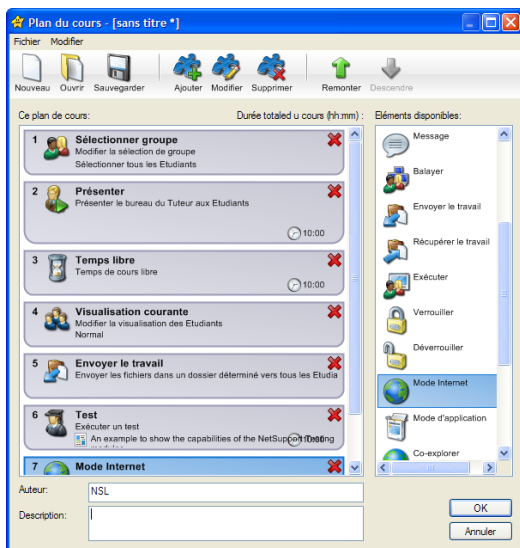 Plan du cours - [sans titre *]
Fichier Modifier
Nouveau Ouvrir Sauvegarder Ajouter Modifier Supprimer Remonter Descendre
Ce plan de cours: Durée totaled u cours (hh:mm) : Eléments disponibles:
1 Sélectionner groupe
Modifier la sélection de groupe
Sélectionner tous les Etudiants
2 Présenter
Présenter le bureau du Tuteur aux Etudiants
10:00
3 Temps libre
Temps de cours libre
10:00
4 Visualisation courante
Modifier la visualisation des Etudiants
Normal
5 Envoyer le travail
Envoyer les fichiers dans un dossier déterminé vers tous les Etudia
6 Test
Exécuter un test
An example to show the capabilities of the NetSupport Testing
7 Mode Internet
Message
Balayer
Envoyer le travail
Récupérer le travail
Exécuter
Verrouiller
Déverrouiller
Mode Internet
Mode d'application
Co-explorer
Auteur: NSL
Description:
OK
Annuler